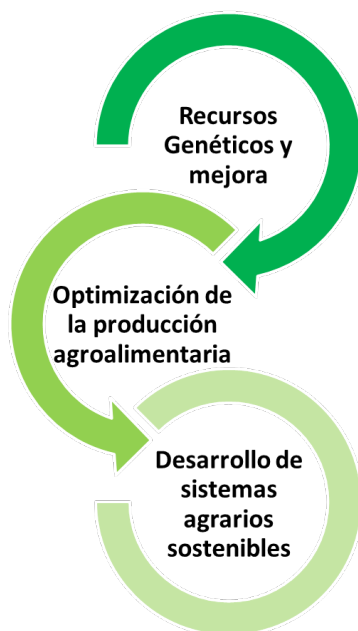 Recursos
Genéticos y
mejora
Optimización de
la producción
agroalimentaria
Desarrollo de
sistemas
agrarios
sostenibles